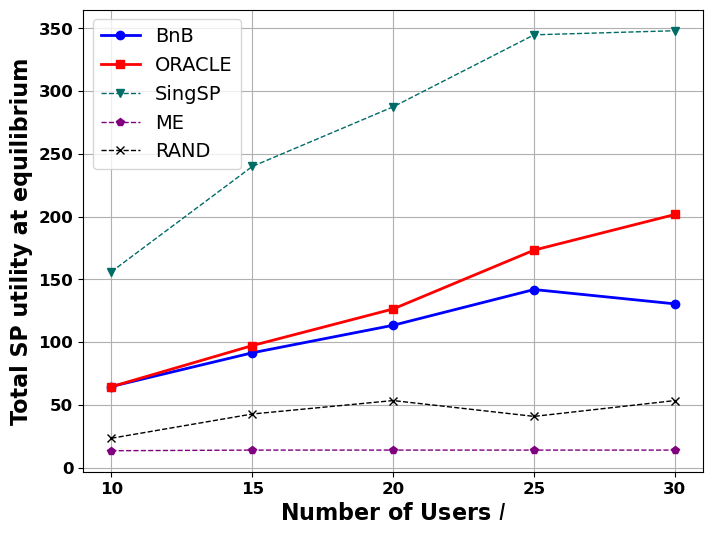 350
300
250
200
150
100
50
0
Total SP utility at equilibrium
BnB
ORACLE
SingSP
ME
RAND
10 15 20 25 30
Number of Users I